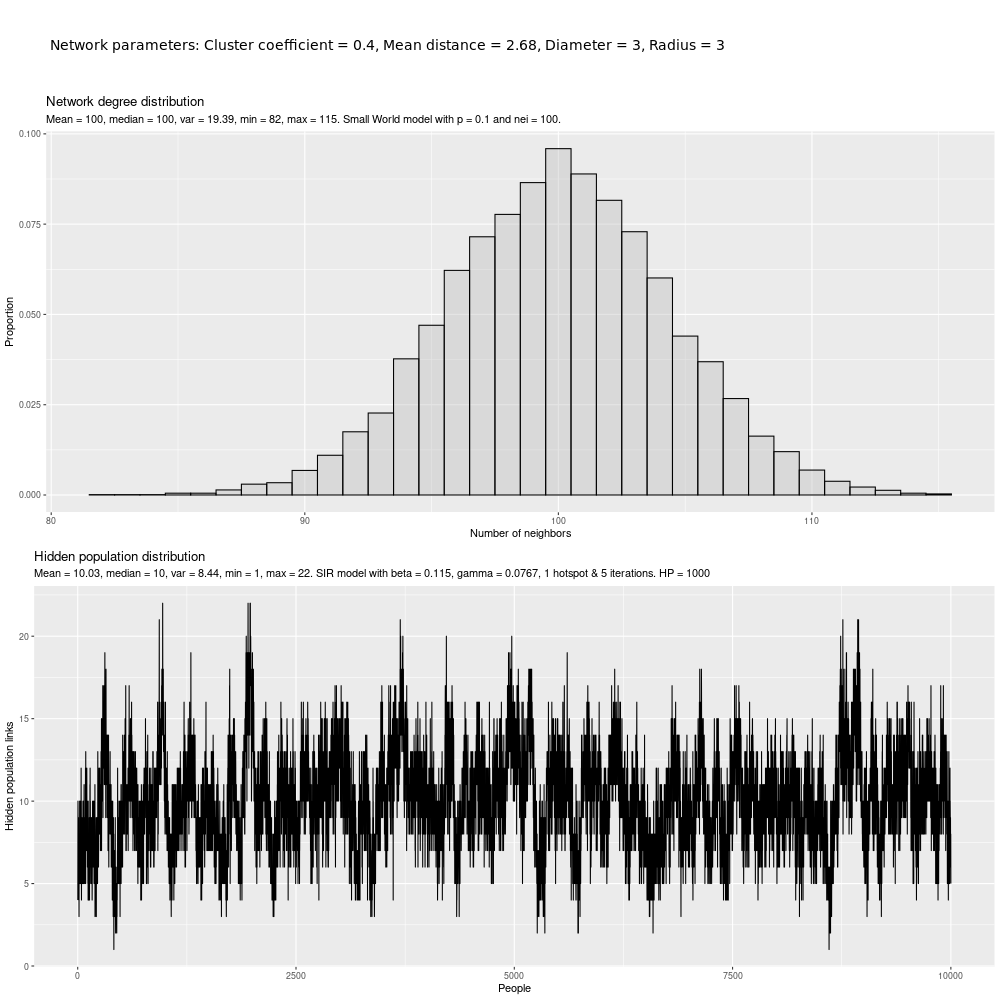 Network parameters: Cluster coefficient = 0.4, Mean distance = 2.68, Diameter = 3, Radius = 3
Network degree distribution
Mean = 100, median = 100, var = 19.39, min = 82, max = 115. Small World model with p = 0.1 and nei = 100.
0.100
0.075
0.050
0.025
0.000
Proportion
80 90 100 110
Number of neighbors
Hidden population distribution
Mean = 10.03, median = 10, var = 8.44, min = 1, max = 22. SIR model with beta = 0.115, gamma = 0.0767, 1 hotspot & 5 iterations. HP = 1000
20
15
10
5
0
Hidden population links
0 2500 5000 7500 10000
People